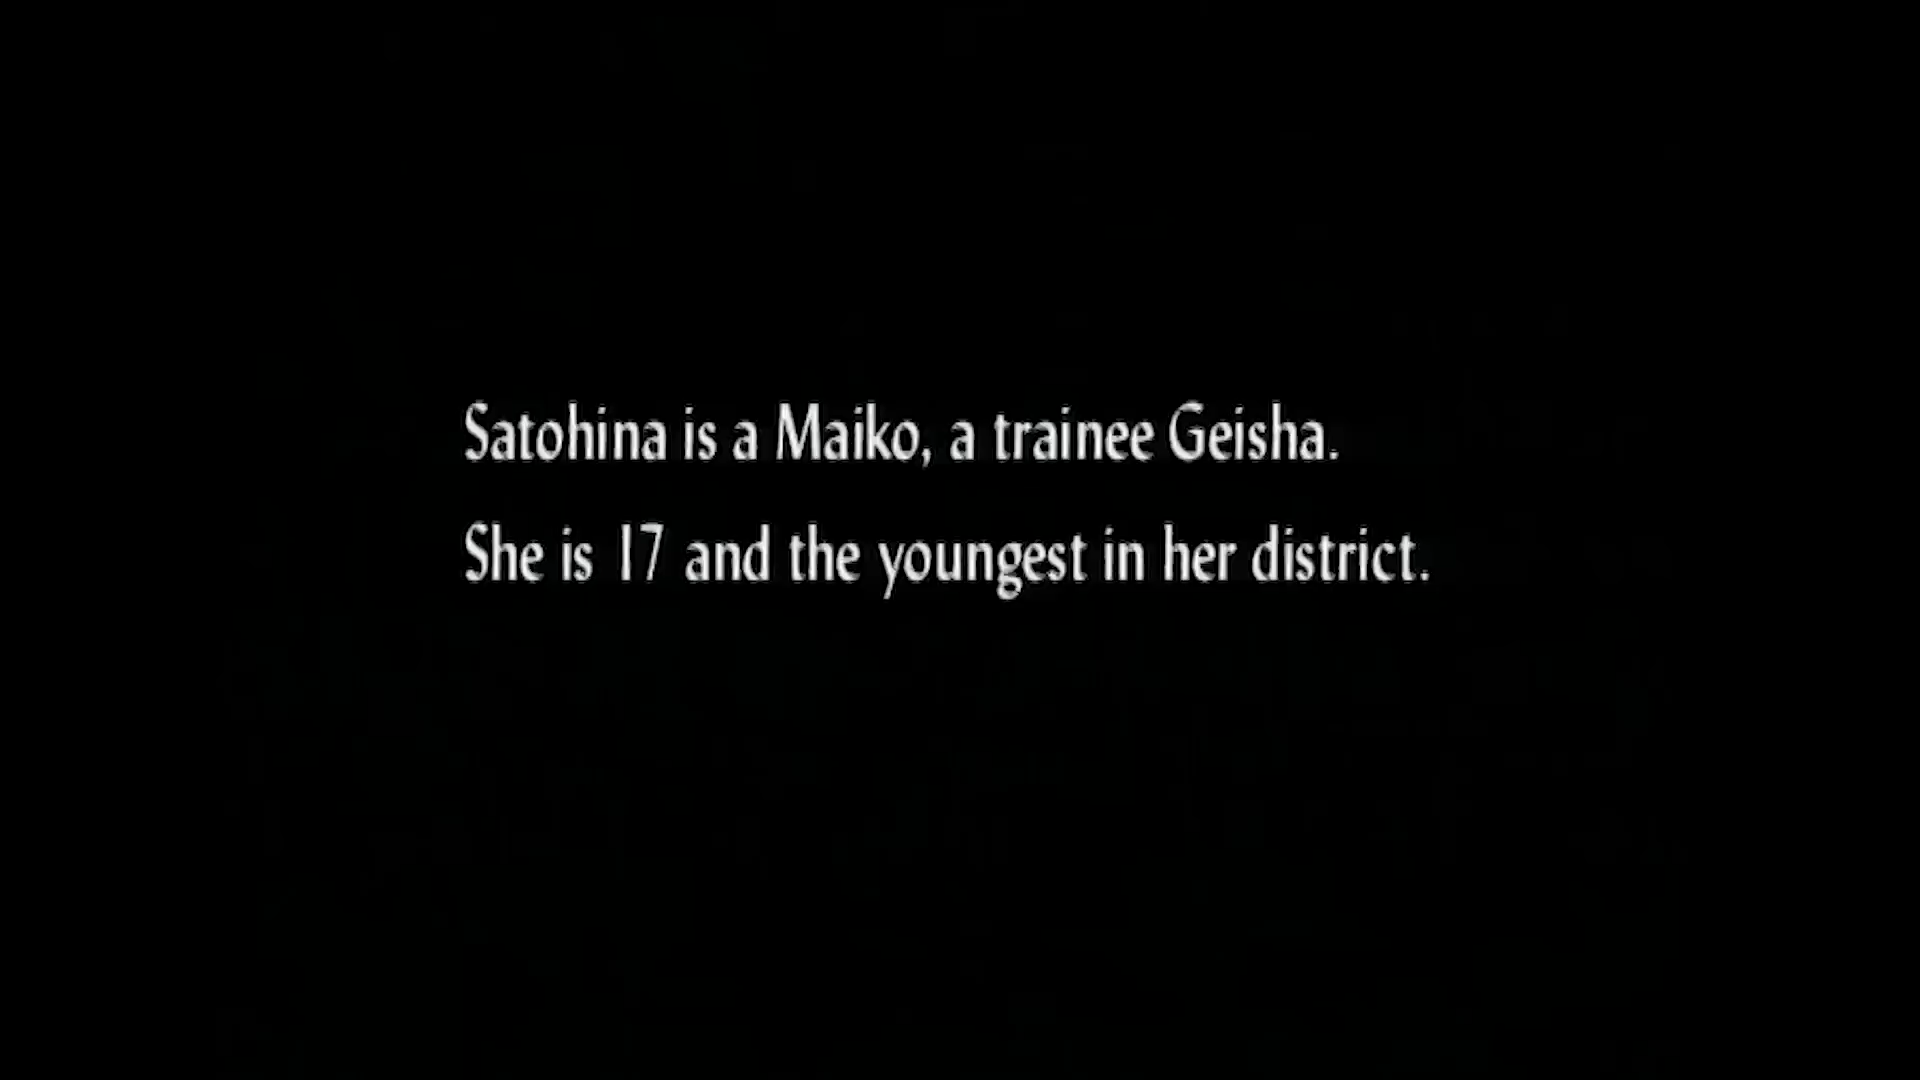 Satohina is a Maiko, a trainee Geisha.
She is 17 and the youngest in her district.